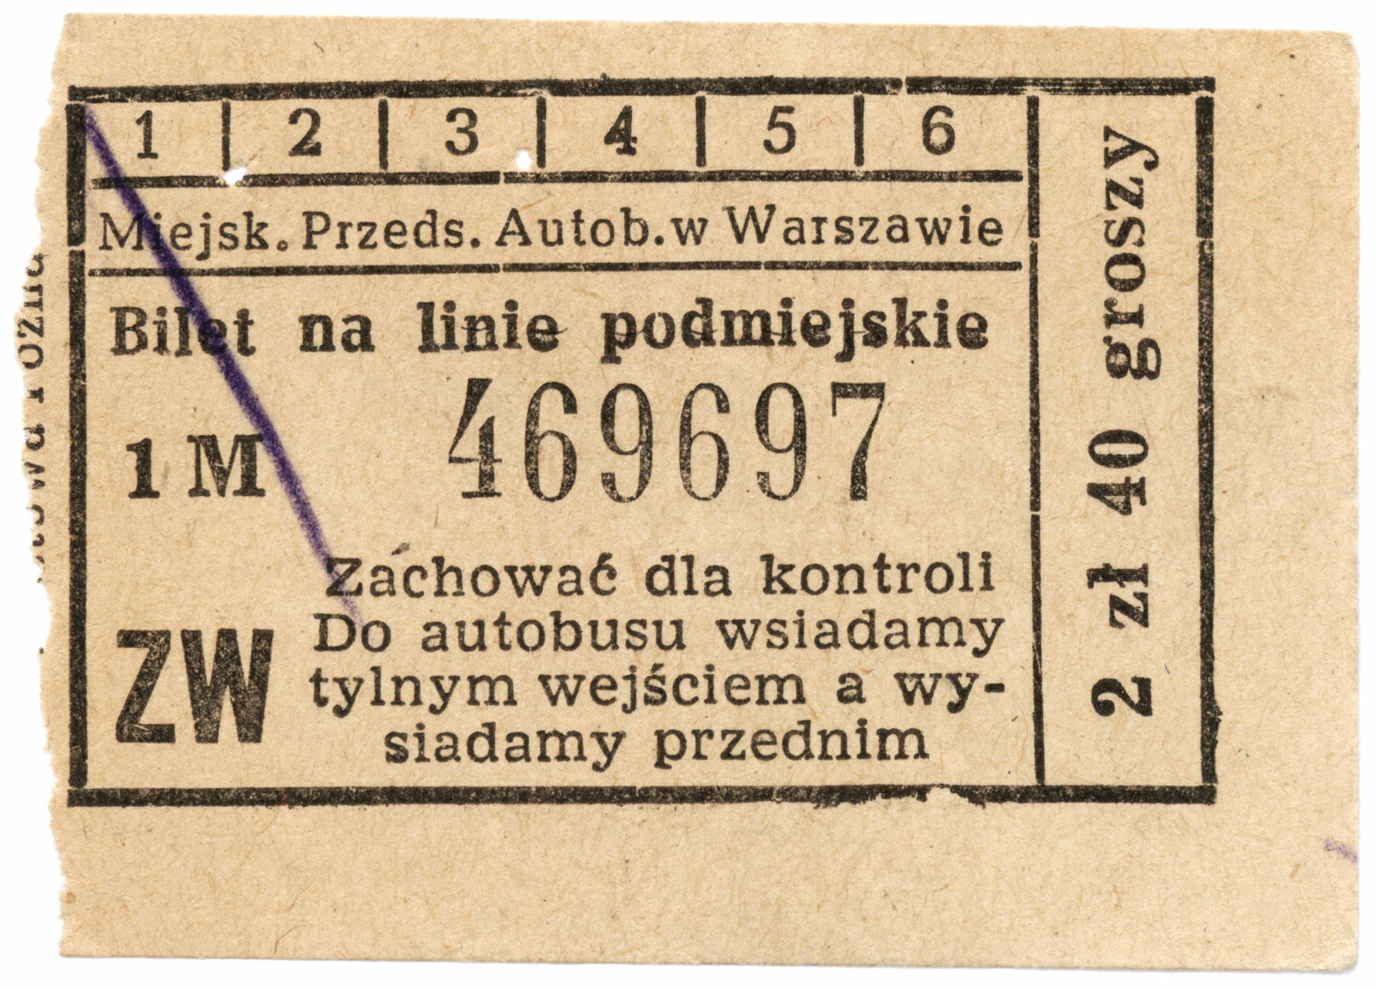 1 2 3 4 5 6
Miejsk. Przeds. Autob. w Warszawie
Bilet na linie podmiejskie
1 M 469697
Zachować dla kontroli
Do autobusu wsiadamy
tylnym wejściem a wy-
siadamy przednim
ZW
2 zł 40 groszy